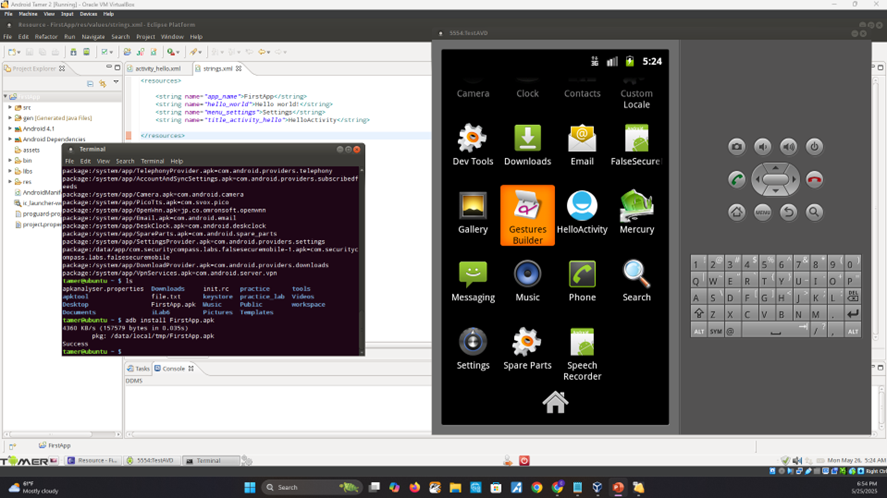 Android Tamer 2 [Running] - Oracle VM VirtualBox
File Machine View Input Devices Help
Resource - FirstApp/res/values/strings.xml - Eclipse Platform
File Edit Refactor Run Navigate Search Project Window Help
Project Explorer
activity_hello.xml strings.xml
<resources>
<string name="app_name">FirstApp</string>
<string name="hello_world">Hello world!</string>
<string name="menu_settings">Settings</string>
<string name="title_activity_hello">HelloActivity</string>
</resources>
src
gen [Generated Java Files]
Android 4.1
Android Dependencies
assets
bin
libs
res
AndroidManif
ic_launcher-w
proguard-proj
project.prope
Terminal
File Edit View Search Terminal Help
package:/system/app/TelephonyProvider.apk=com.android.providers.telephony
package:/system/app/AccountAndSyncSettings.apk=com.android.providers.subscribedf
eeds
package:/system/app/Camera.apk=com.android.camera
package:/system/app/PicoTts.apk=com.svox.pico
package:/system/app/OpenWnn.apk=jp.co.omronsoft.openwnn
package:/system/app/Email.apk=com.android.email
package:/system/app/DeskClock.apk=com.android.deskclock
package:/system/app/SpareParts.apk=com.android.spare_parts
package:/system/app/SettingsProvider.apk=com.android.providers.settings
package:/data/app/com.securitycompass.labs.falsesecuremobile-1.apk=com.securityc
ompass.labs.falsesecuremobile
package:/system/app/DownloadProvider.apk=com.android.providers.downloads
package:/system/app/VpnServices.apk=com.android.server.vpn
tamer@ubuntu ~ $ ls
apkanalyser.properties Downloads init.rc practice tools
apktool file.txt keystore practice_lab Videos
Desktop FirstApp.apk Music Public workspace
Documents iLab6 Pictures Templates
tamer@ubuntu ~ $ adb install FirstApp.apk
4360 KB/s (157579 bytes in 0.035s)
pkg: /data/local/tmp/FirstApp.apk
Success
tamer@ubuntu ~ $
Tasks Console
DDMS
FirstApp
5554:TestAVD
3G 5:24
Camera Clock Contacts Custom
Locale
Dev Tools Downloads Email FalseSecure
Gallery Gestures
Builder HelloActivity Mercury
Messaging Music Phone Search
Settings Spare Parts Speech
Recorder
MENU
1 2 3 4 5 6 7 8 9 0
Q W E R T Y U I O P
A S D F G H J K L DEL
Z X C V B N M .
ALT SYM @ / , ALT
TAMER Resource - Fi... 5554:TestAVD Terminal
Mon May 26, 5:24 AM
Right Ctrl
81°F
Mostly cloudy
Search
6:54 PM
5/25/2025